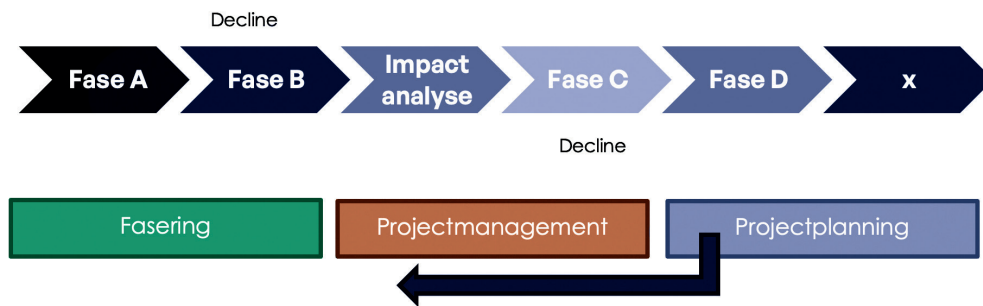 Decline
Fase A
Fase B
Impact
analyse
Fase C
Fase D
x
Decline
Fasering
Projectmanagement
Projectplanning